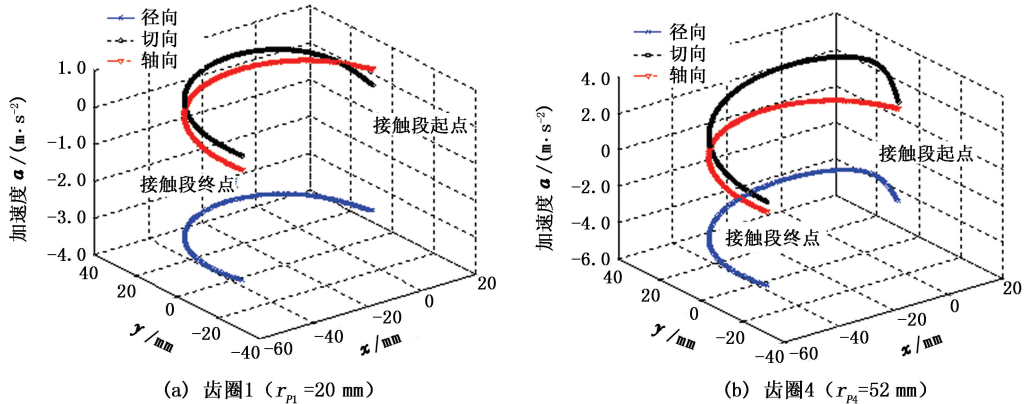 径向
切向
轴向
加速度 a/(m·s⁻²)
1.0
0
-1.0
-2.0
-3.0
-4.0
接触段起点
接触段终点
40
20
0
-20
-40
y/mm
-60
-40
-20
0
20
x/mm
(a) 齿圈1（r_P1=20 mm）
径向
切向
轴向
加速度 a/(m·s⁻²)
4.0
2.0
0
-2.0
-4.0
-6.0
接触段起点
接触段终点
40
20
0
-20
-40
y/mm
-60
-40
-20
0
20
x/mm
(b) 齿圈4（r_P4=52 mm）